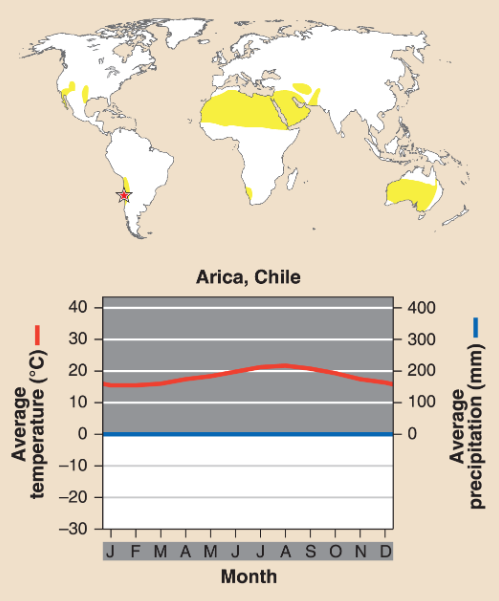 Arica, Chile
40
30
20
10
0
–10
–20
–30
Average
temperature (°C)
400
300
200
100
0
Average
precipitation (mm)
J F M A M J J A S O N D
Month